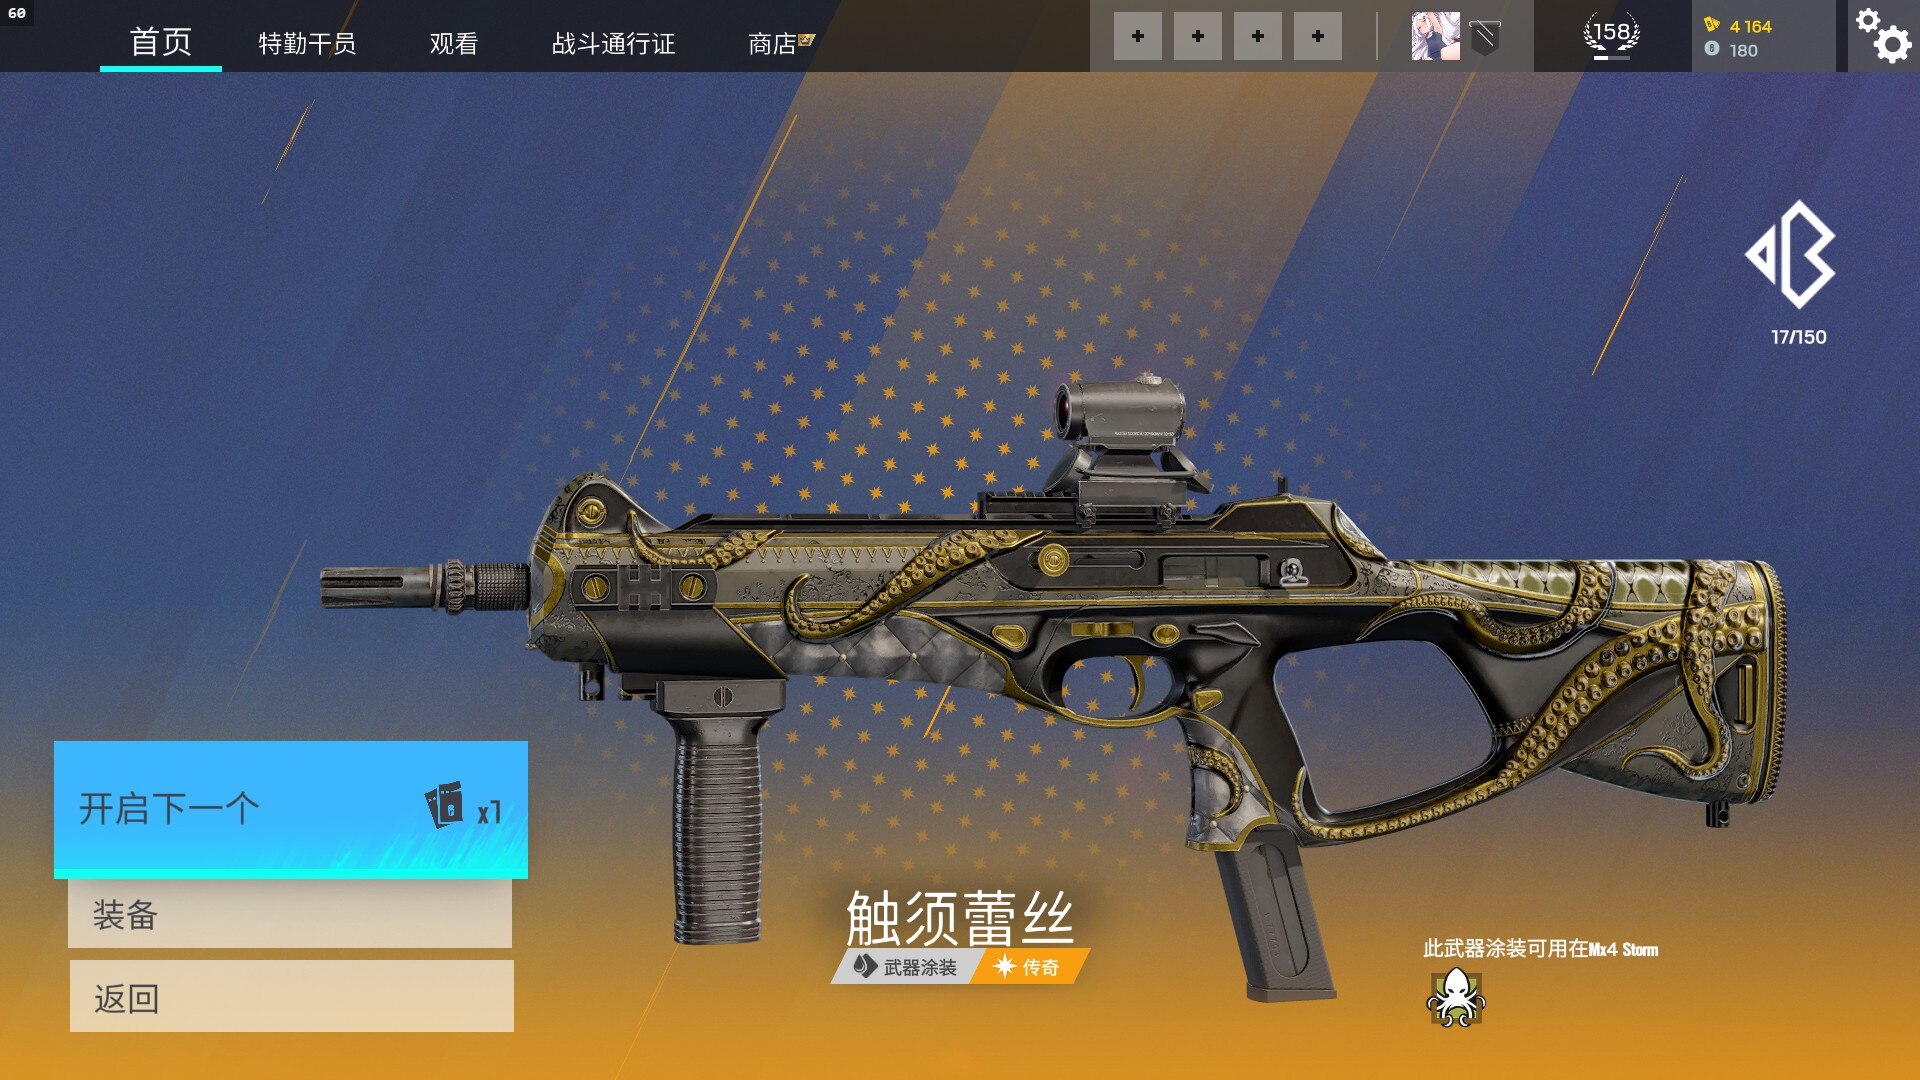 60
首页
特勤干员
观看
战斗通行证
商店
158
4 164
180
17/150
开启下一个
x1
装备
返回
触须蕾丝
武器涂装
传奇
此武器涂装可用在Mx4 Storm